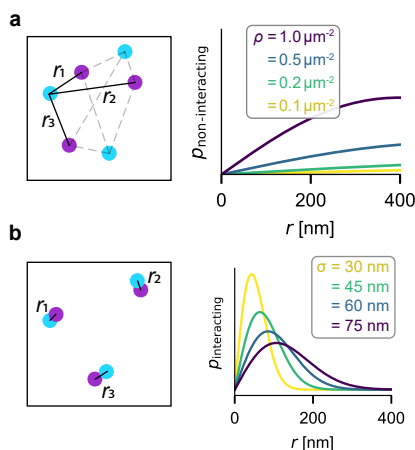 a
r1
r2
r3
ρ = 1.0 μm-2
= 0.5 μm-2
= 0.2 μm-2
= 0.1 μm-2
pnon-interacting
0 200 400
r [nm]
b
r1
r2
r3
σ = 30 nm
= 45 nm
= 60 nm
= 75 nm
pinteracting
0 200 400
r [nm]